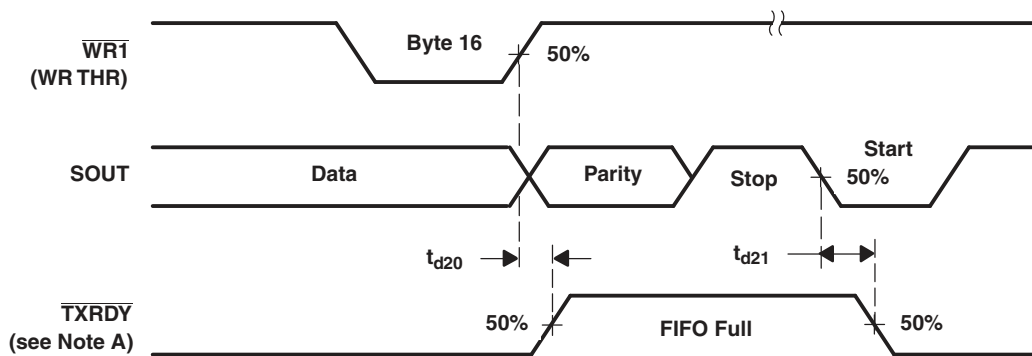 WR1
(WR THR)
Byte 16
50%
SOUT
Data
Parity
Stop
Start
50%
td20
td21
TXRDY
(see Note A)
50%
FIFO Full
50%